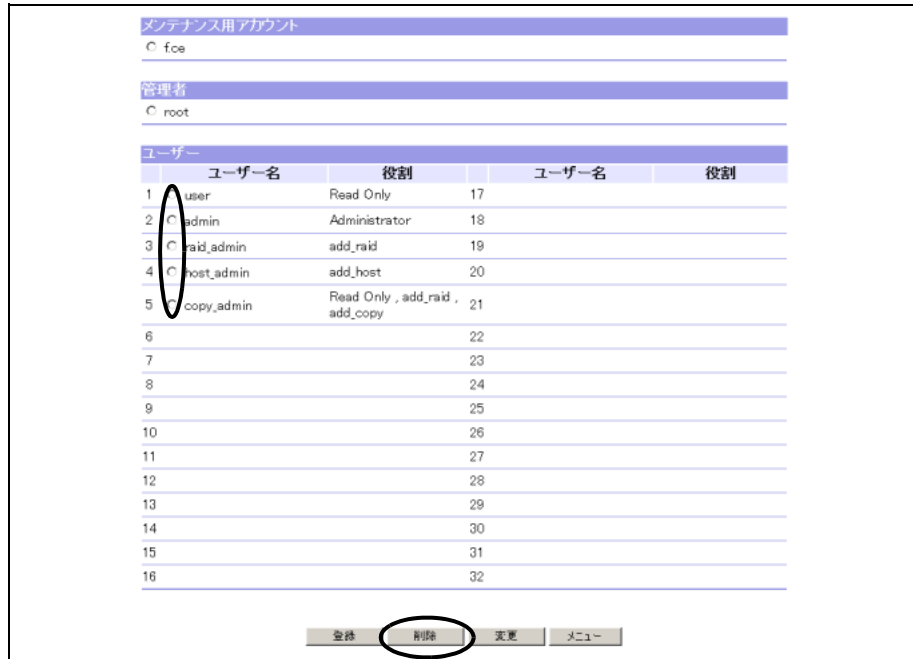 メンテナンス用アカウント
f.ce
管理者
root
ユーザー
ユーザー名 役割 ユーザー名 役割
1 user Read Only 17
2 admin Administrator 18
3 raid_admin add_raid 19
4 host_admin add_host 20
5 copy_admin Read Only , add_raid , add_copy 21
6 22
7 23
8 24
9 25
10 26
11 27
12 28
13 29
14 30
15 31
16 32
登録 削除 変更 メニュー